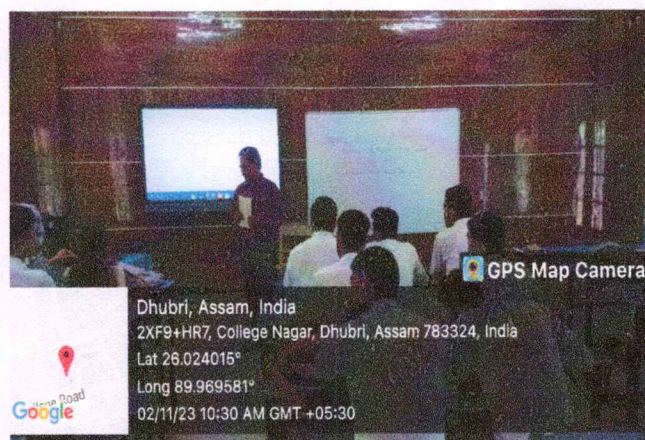 GPS Map Camera
Dhubri, Assam, India
2XF9+HR7, College Nagar, Dhubri, Assam 783324, India
Lat 26.024015°
Long 89.969581°
02/11/23 10:30 AM GMT +05:30
Road
Google